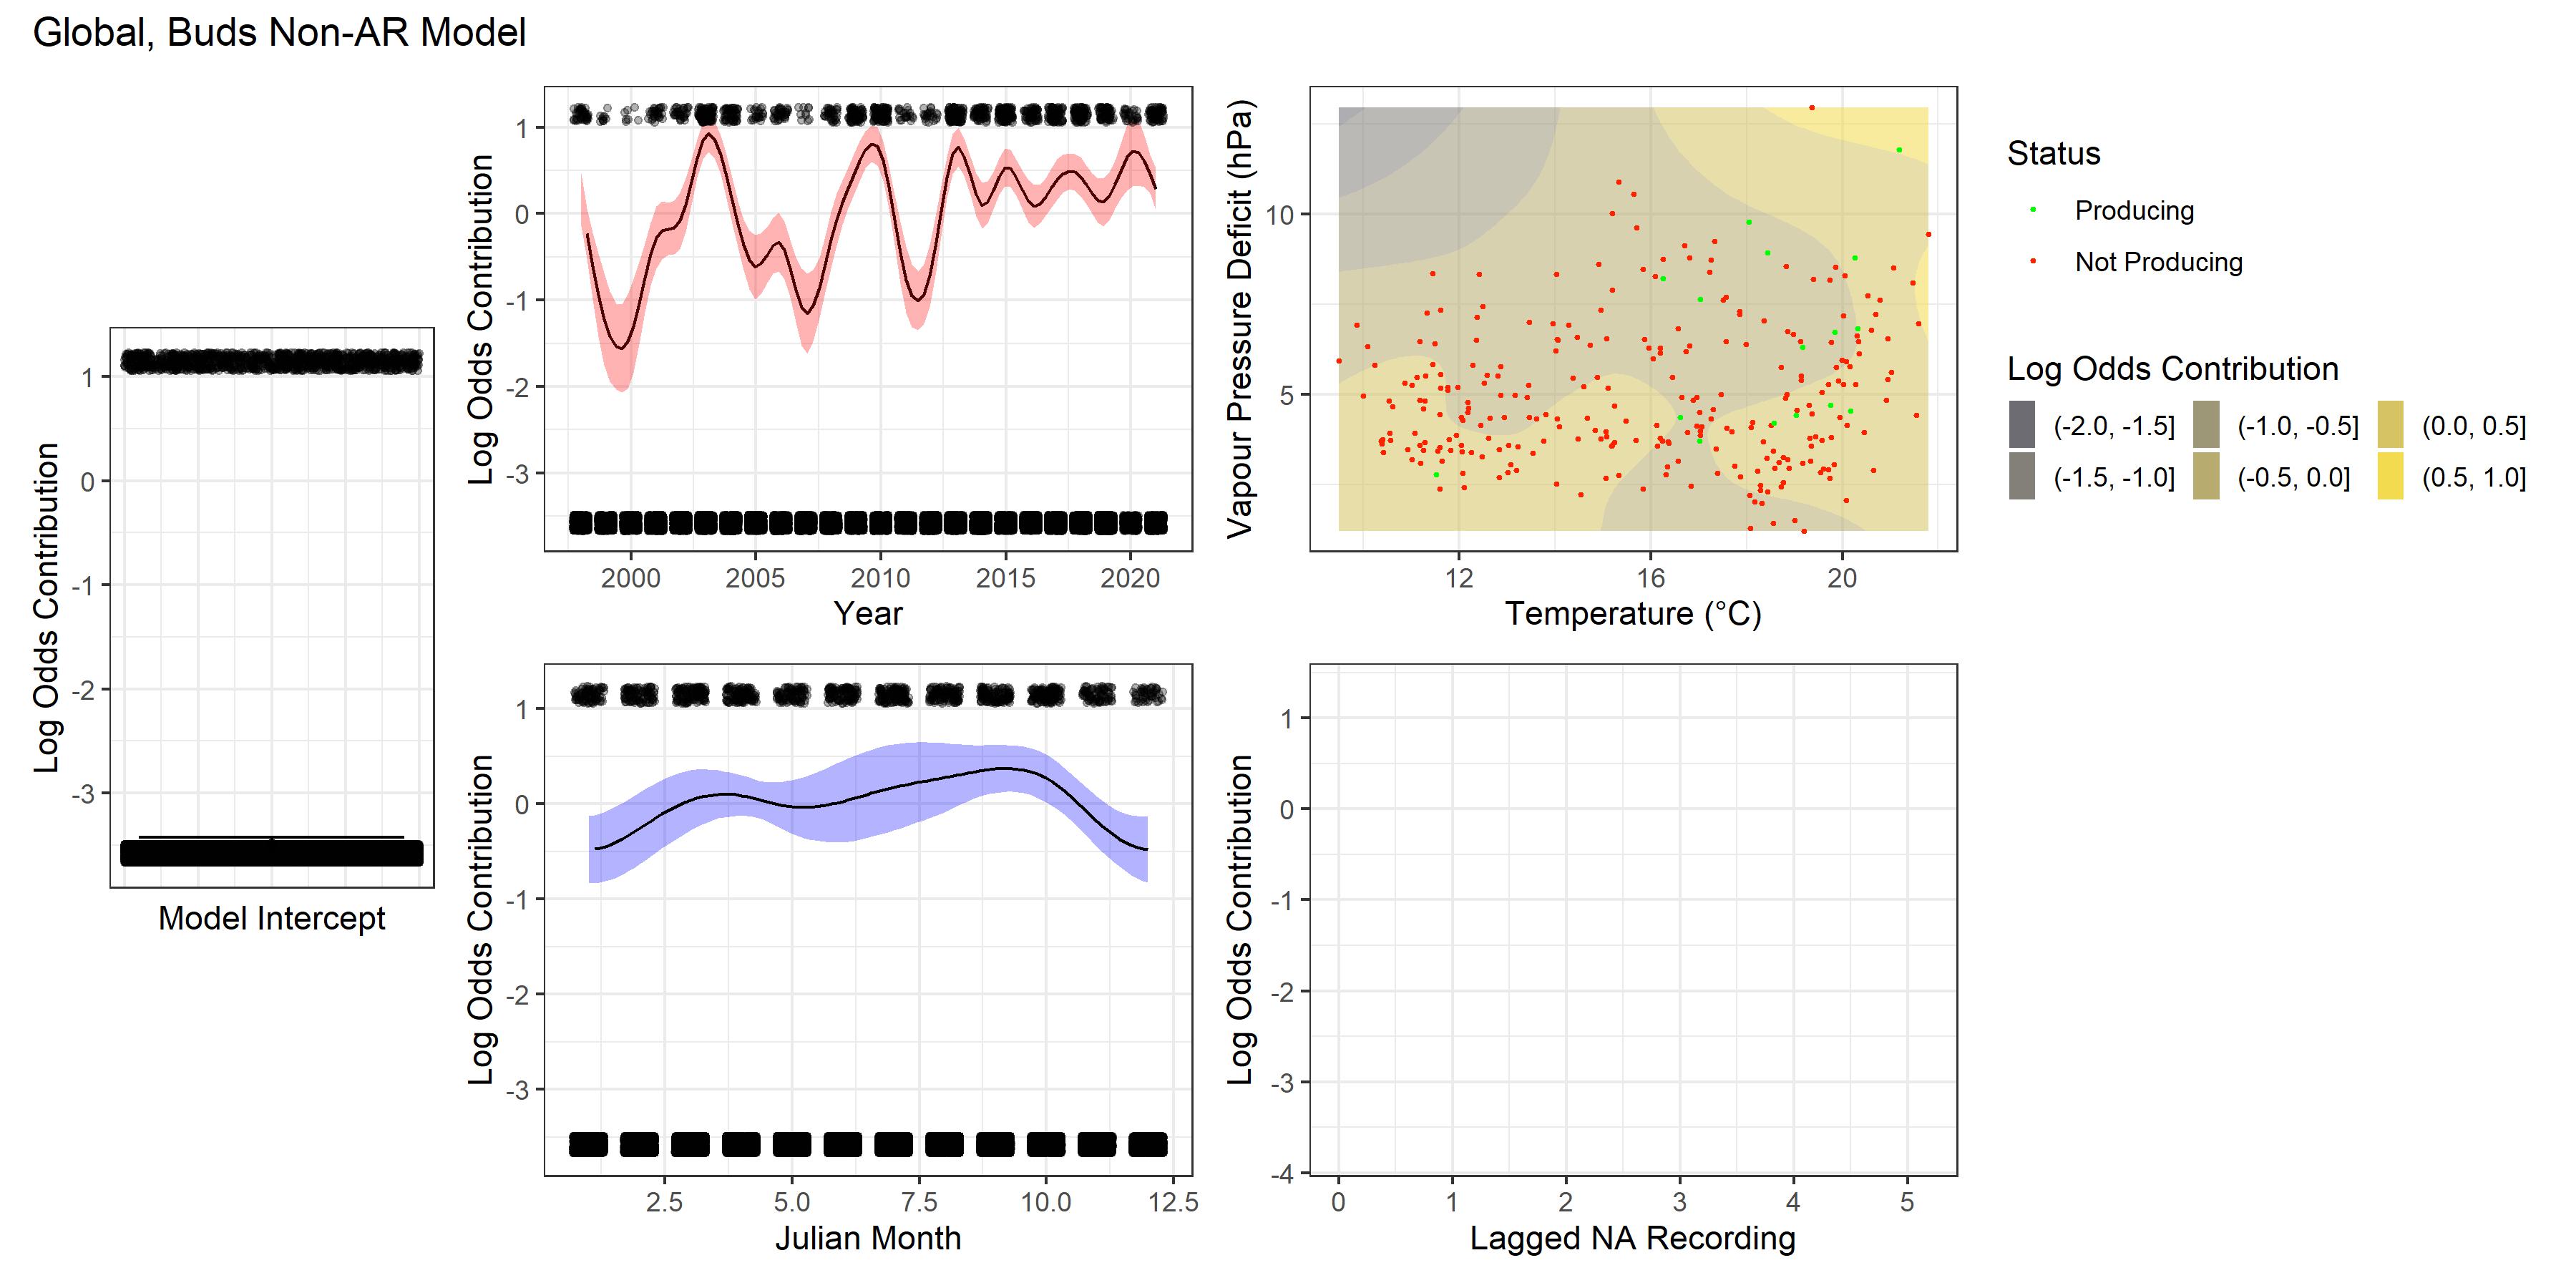 Global, Buds Non-AR Model
Log Odds Contribution
1
0
-1
-2
-3
Model Intercept
Log Odds Contribution
1
0
-1
-2
-3
2000 2005 2010 2015 2020
Year
Vapour Pressure Deficit (hPa)
10
5
12 16 20
Temperature (°C)
Status
Producing
Not Producing
Log Odds Contribution
(-2.0, -1.5] (-1.0, -0.5] (0.0, 0.5]
(-1.5, -1.0] (-0.5, 0.0] (0.5, 1.0]
Log Odds Contribution
1
0
-1
-2
-3
2.5 5.0 7.5 10.0 12.5
Julian Month
Log Odds Contribution
1
0
-1
-2
-3
-4
0 1 2 3 4 5
Lagged NA Recording